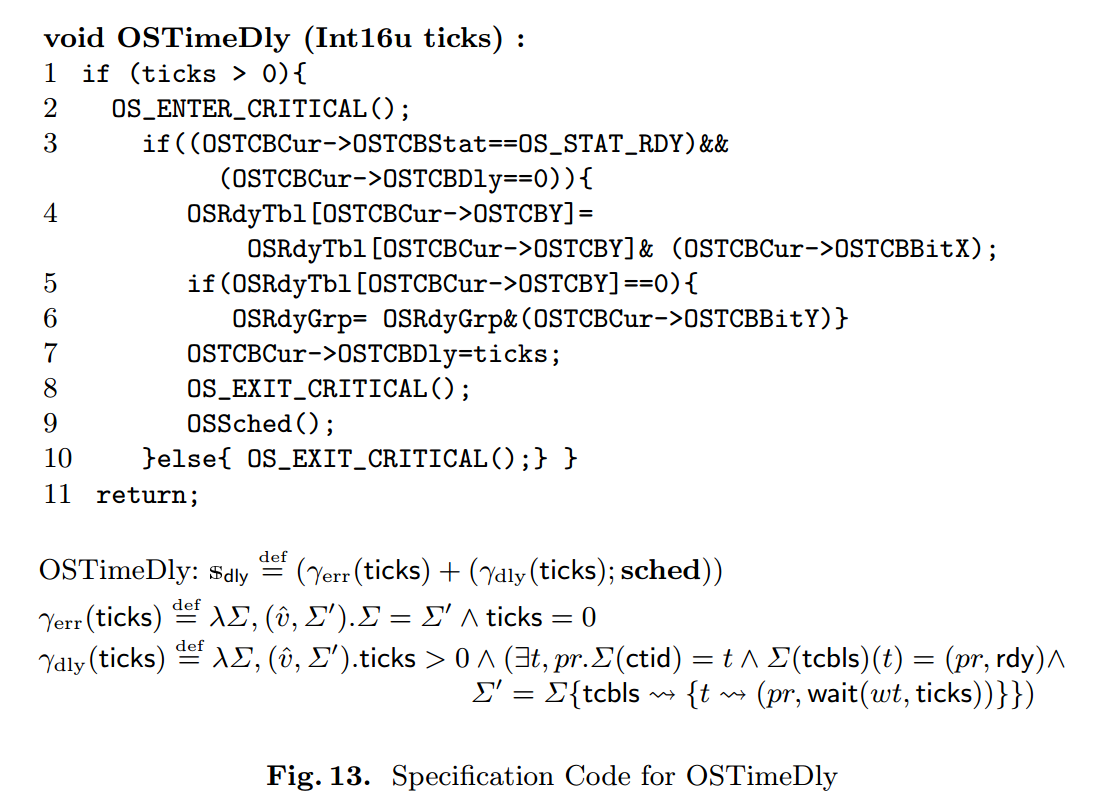 void OSTimeDly (Int16u ticks) :
1 if (ticks > 0){
2 OS_ENTER_CRITICAL();
3 if((OSTCBCur->OSTCBStat==OS_STAT_RDY)&&
(OSTCBCur->OSTCBDly==0)){
4 OSRdyTbl[OSTCBCur->OSTCBY]=
OSRdyTbl[OSTCBCur->OSTCBY]& (OSTCBCur->OSTCBBitX);
5 if(OSRdyTbl[OSTCBCur->OSTCBY]==0){
6 OSRdyGrp= OSRdyGrp&(OSTCBCur->OSTCBBitY)}
7 OSTCBCur->OSTCBDly=ticks;
8 OS_EXIT_CRITICAL();
9 OSSched();
10 }else{ OS_EXIT_CRITICAL();} }
11 return;
OSTimeDly: 𝕤dly def= (γerr(ticks) + (γdly(ticks); sched))
γerr(ticks) def= λΣ, (v̂, Σ′).Σ = Σ′ ∧ ticks = 0
γdly(ticks) def= λΣ, (v̂, Σ′).ticks > 0 ∧ (∃t, pr.Σ(ctid) = t ∧ Σ(tcbls)(t) = (pr, rdy)∧
Σ′ = Σ{tcbls ⇝ {t ⇝ (pr, wait(wt, ticks))}})
Fig. 13. Specification Code for OSTimeDly